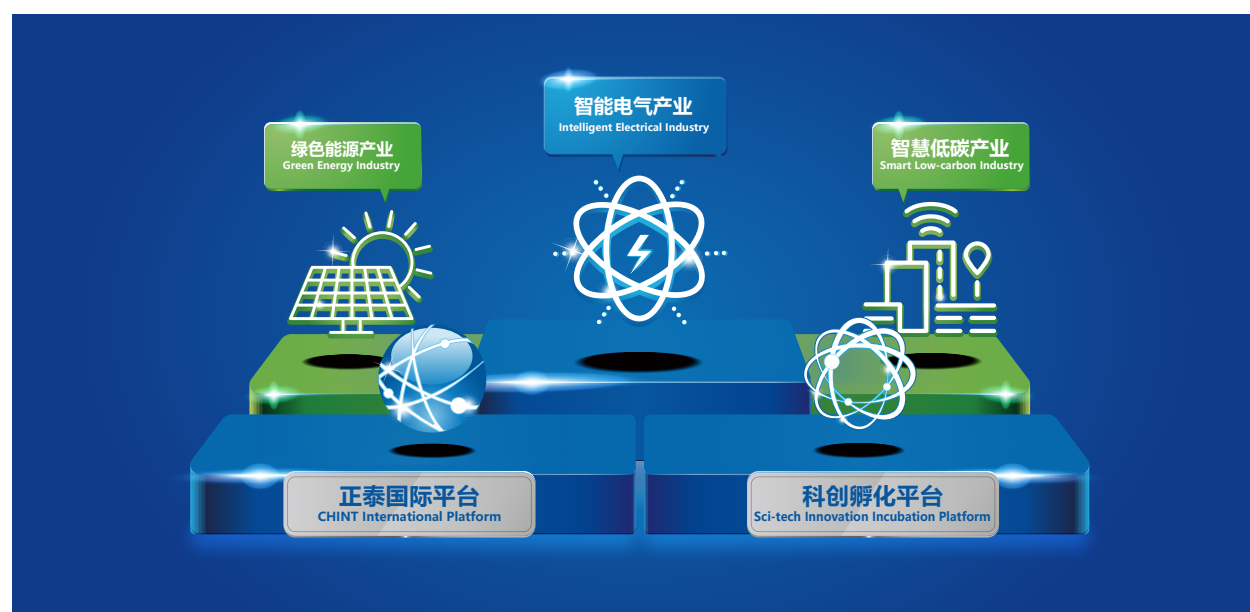 智能电气产业
Intelligent Electrical Industry
绿色能源产业
Green Energy Industry
智慧低碳产业
Smart Low-carbon Industry
正泰国际平台
CHINT International Platform
科创孵化平台
Sci-tech Innovation Incubation Platform